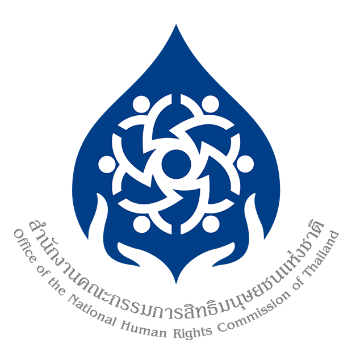 สำนักงานคณะกรรมการสิทธิมนุษยชนแห่งชาติ
Office of the National Human Rights Commission of Thailand